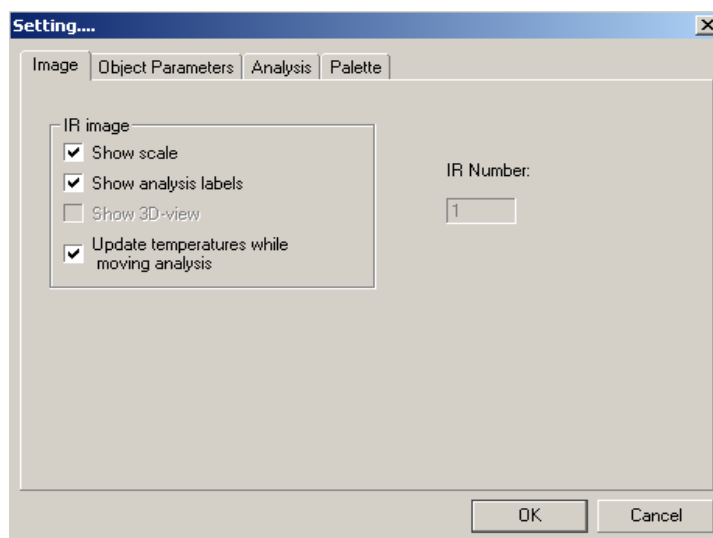 Setting....
Image Object Parameters Analysis Palette
IR image
Show scale
Show analysis labels
Show 3D-view
Update temperatures while
moving analysis
IR Number:
1
OK Cancel